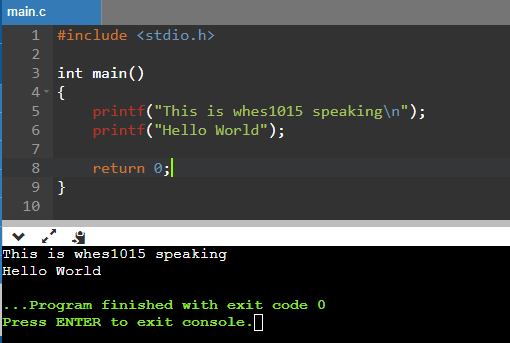 main.c
1 #include <stdio.h>
2
3 int main()
4 {
5     printf("This is whes1015 speaking\n");
6     printf("Hello World");
7
8     return 0;
9 }
10
This is whes1015 speaking
Hello World
...Program finished with exit code 0
Press ENTER to exit console.